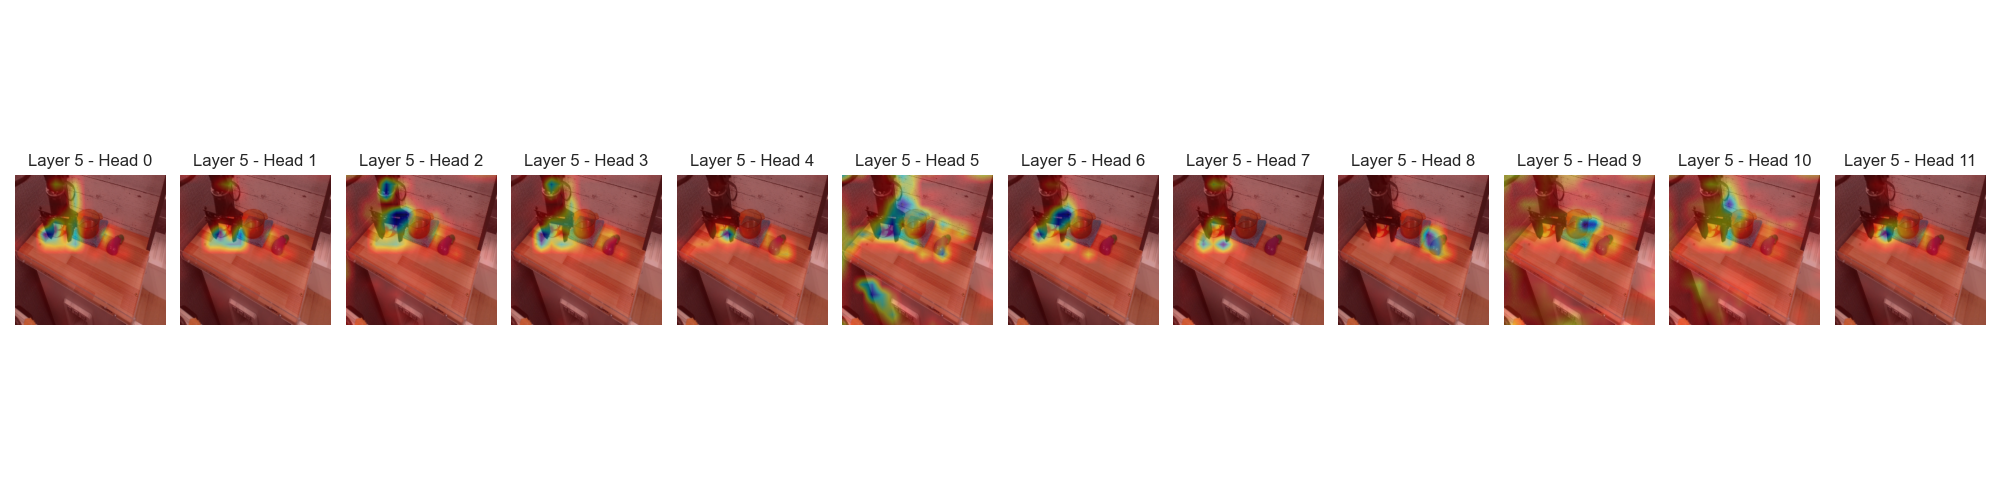 Layer 5 - Head 0
Layer 5 - Head 1
Layer 5 - Head 2
Layer 5 - Head 3
Layer 5 - Head 4
Layer 5 - Head 5
Layer 5 - Head 6
Layer 5 - Head 7
Layer 5 - Head 8
Layer 5 - Head 9
Layer 5 - Head 10
Layer 5 - Head 11